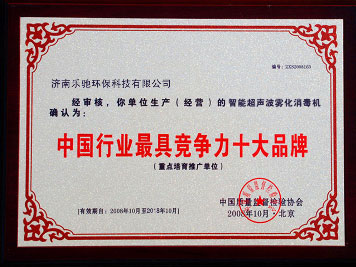 编号: ZJ282008103
济南乐驰环保科技有限公司
经审核，你单位生产（经营）的智能超声波雾化消毒机
确认为：
中国行业最具竞争力十大品牌
（重点培育推广单位）
中国质量监督检验协会
[有效期自：2008年10月至2018年10月]
2008年10月·北京